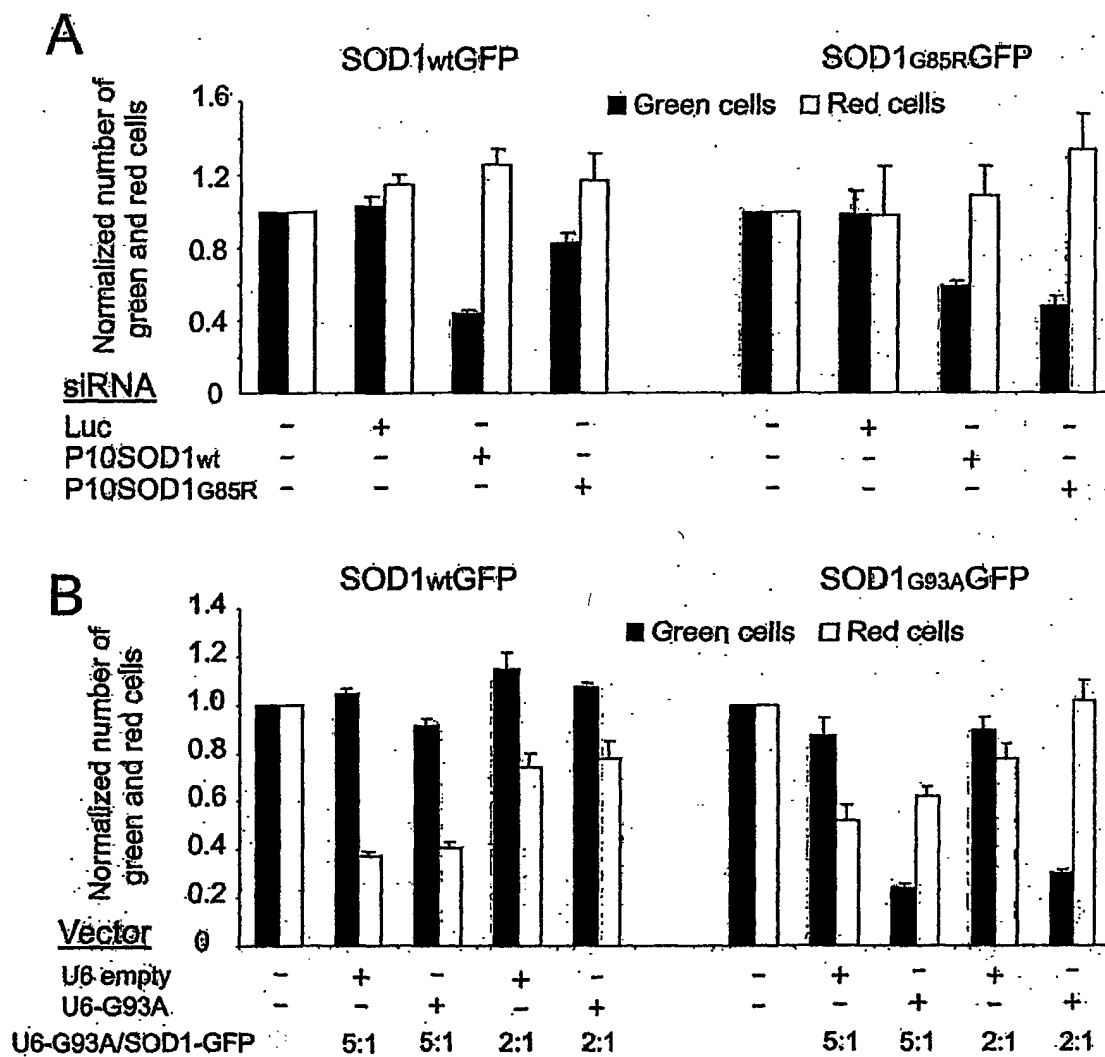 A
SOD1wtGFP
SOD1G85RGFP
Normalized number of
green and red cells
1.6
1.2
0.8
0.4
0
Green cells
Red cells
siRNA
Luc - + - - - + - -
P10SOD1wt - - + - - - + -
P10SOD1G85R - - - + - - - +
B
SOD1wtGFP
SOD1G93AGFP
Normalized number of
green and red cells
1.4
1.2
1.0
0.8
0.6
0.4
0.2
0
Green cells
Red cells
Vector
U6 empty - + - + - - + - + -
U6-G93A - - + - + - - + - +
U6-G93A/SOD1-GFP 5:1 5:1 2:1 2:1 5:1 5:1 2:1 2:1